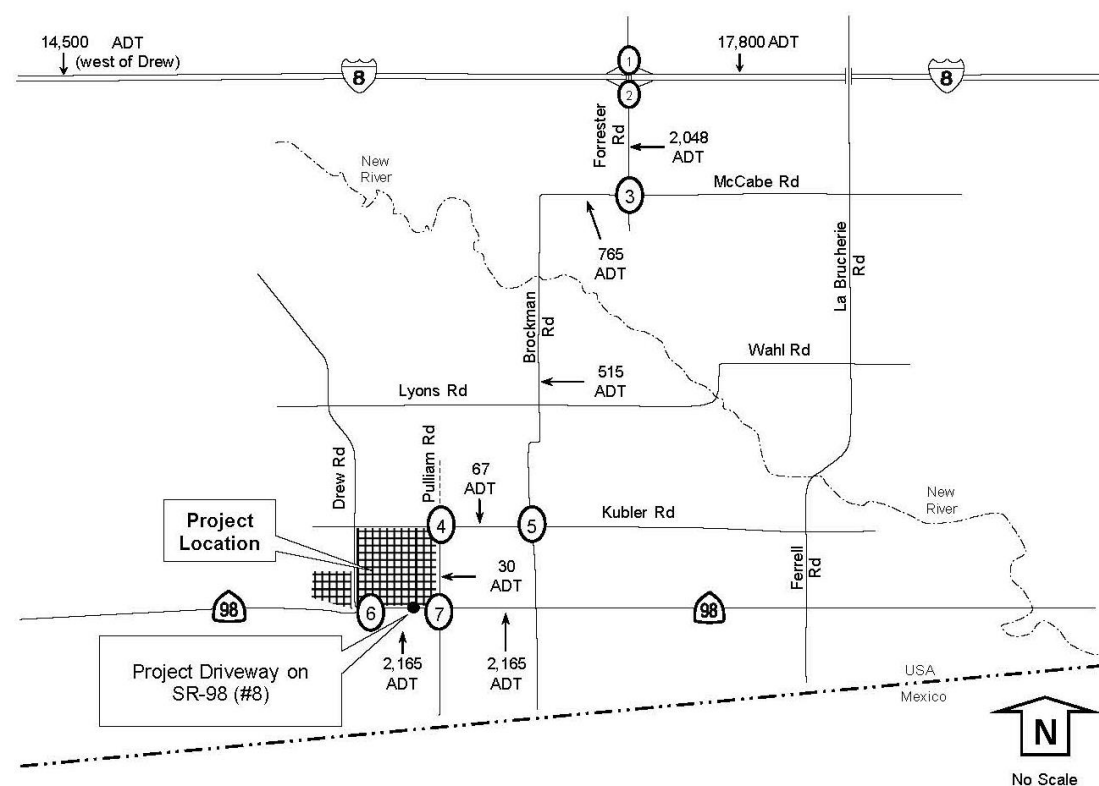 14,500 ADT
(west of Drew)
17,800 ADT
1
8
8
2
Forrester
Rd
2,048
ADT
New
River
3
McCabe Rd
765
ADT
La Brucherie
Rd
Brockman
Rd
Wahl Rd
515
ADT
Lyons Rd
Drew Rd
Pulliam Rd
67
ADT
Project
Location
4
5
Kubler Rd
New
River
30
ADT
Ferrell
Rd
98
6
7
98
Project Driveway on
SR-98 (#8)
2,165
ADT
2,165
ADT
USA
Mexico
N
No Scale